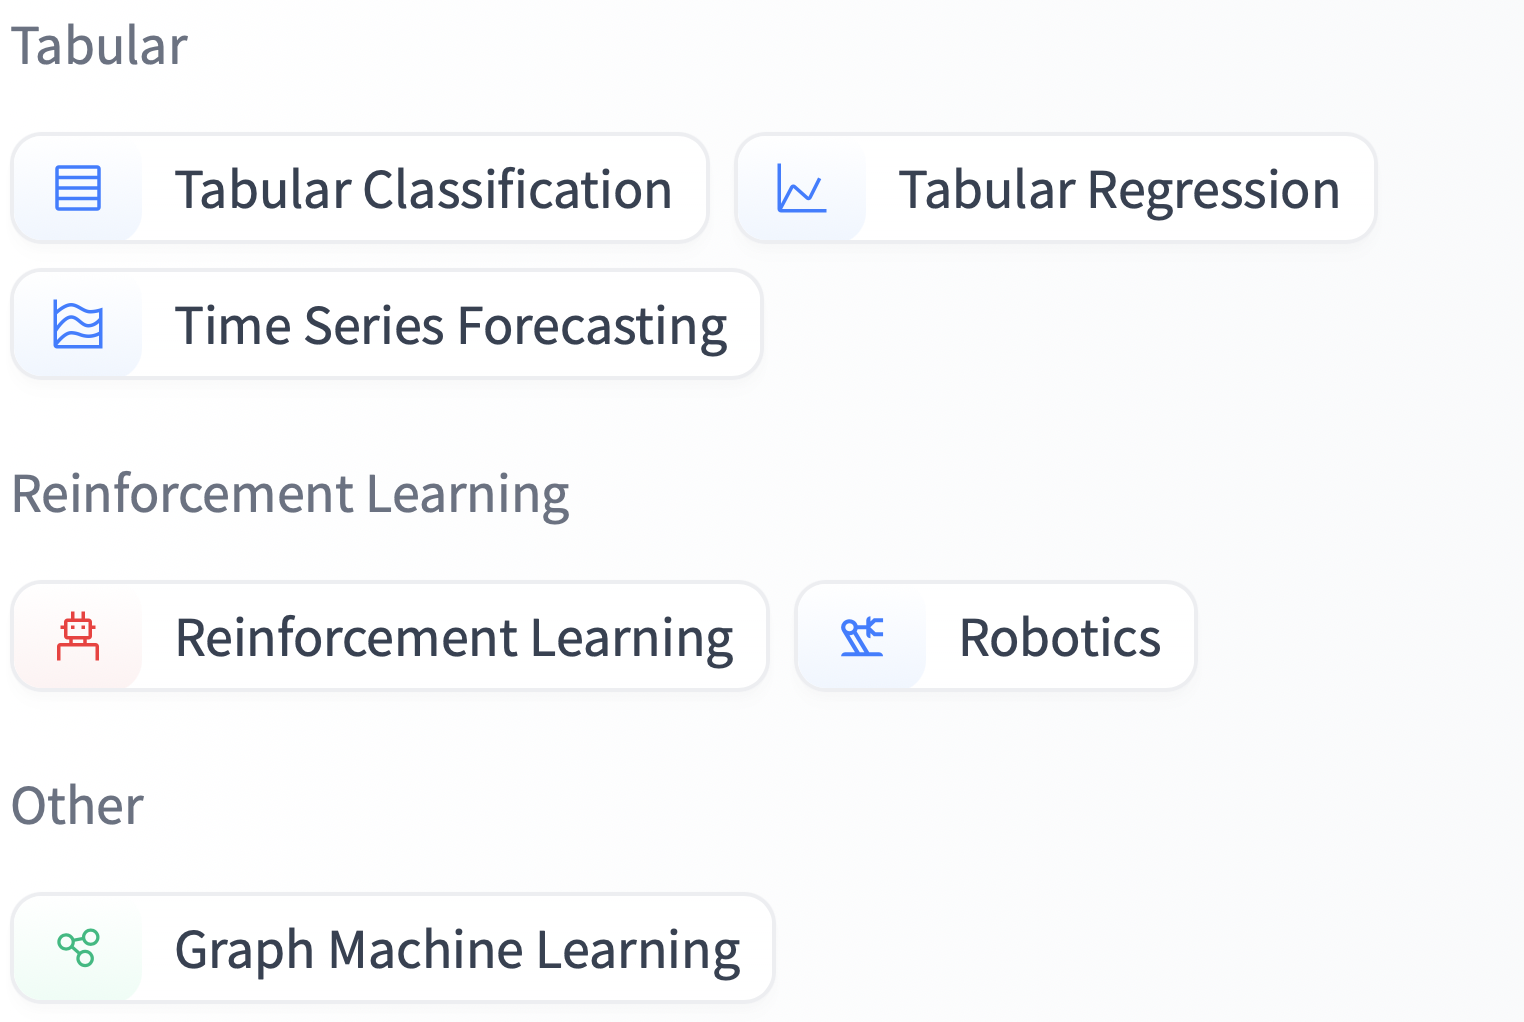 Tabular
Tabular Classification
Tabular Regression
Time Series Forecasting
Reinforcement Learning
Reinforcement Learning
Robotics
Other
Graph Machine Learning